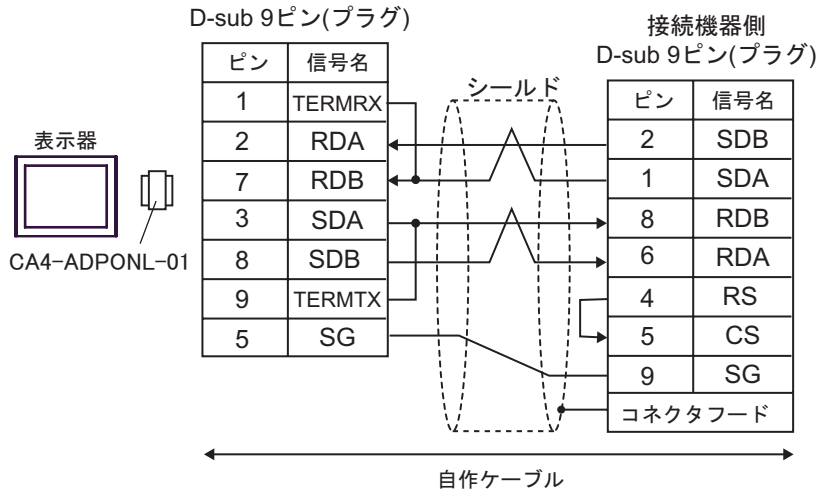 D-sub 9ピン(プラグ)
ピン 信号名
1 TERMRX
2 RDA
7 RDB
3 SDA
8 SDB
9 TERMTX
5 SG
表示器
CA4-ADPONL-01
シールド
接続機器側
D-sub 9ピン(プラグ)
ピン 信号名
2 SDB
1 SDA
8 RDB
6 RDA
4 RS
5 CS
9 SG
コネクタフード
自作ケーブル